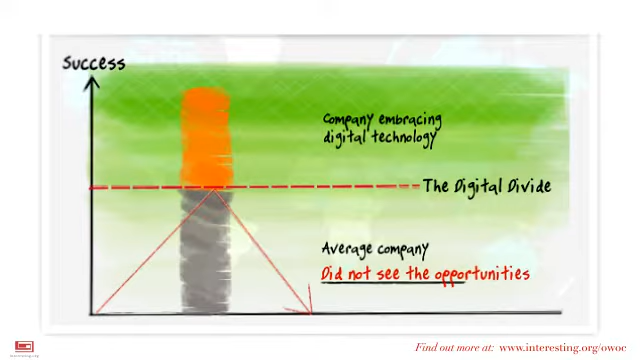 Success
Company embracing
digital technology
The Digital Divide
Average company
Did not see the opportunities
Find out more at: www.interesting.org/owoc